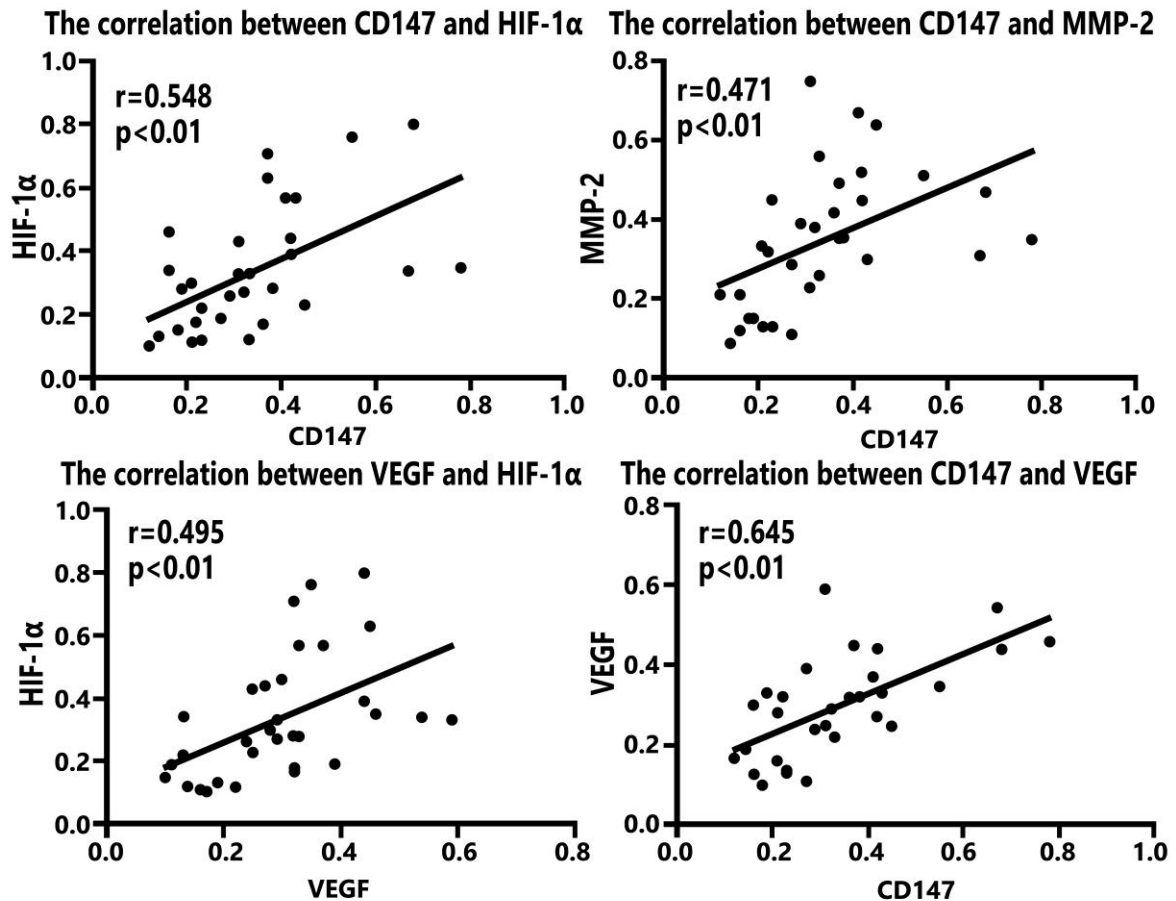 The correlation between CD147 and HIF-1α
r=0.548
p<0.01
HIF-1α
1.0
0.8
0.6
0.4
0.2
0.0
0.0 0.2 0.4 0.6 0.8 1.0
CD147
The correlation between CD147 and MMP-2
r=0.471
p<0.01
MMP-2
0.8
0.6
0.4
0.2
0.0
0.0 0.2 0.4 0.6 0.8 1.0
CD147
The correlation between VEGF and HIF-1α
r=0.495
p<0.01
HIF-1α
1.0
0.8
0.6
0.4
0.2
0.0
0.0 0.2 0.4 0.6 0.8
VEGF
The correlation between CD147 and VEGF
r=0.645
p<0.01
VEGF
0.8
0.6
0.4
0.2
0.0
0.0 0.2 0.4 0.6 0.8 1.0
CD147